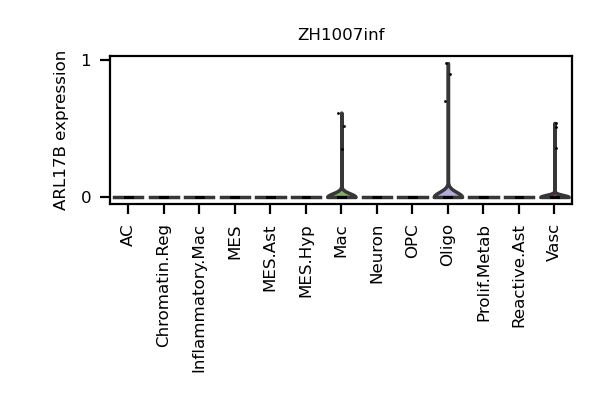 ZH1007inf
ARL17B expression
1
0
AC
Chromatin.Reg
Inflammatory.Mac
MES
MES.Ast
MES.Hyp
Mac
Neuron
OPC
Oligo
Prolif.Metab
Reactive.Ast
Vasc